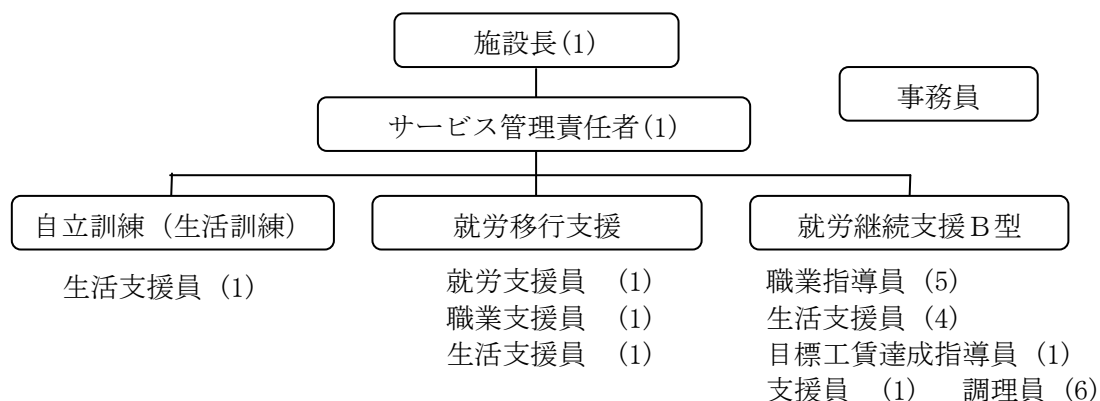 施設長(1)
事務員
サービス管理責任者(1)
自立訓練（生活訓練）
就労移行支援
就労継続支援Ｂ型
生活支援員 (1)
就労支援員 (1)
職業支援員 (1)
生活支援員 (1)
職業指導員 (5)
生活支援員 (4)
目標工賃達成指導員 (1)
支援員 (1) 調理員 (6)